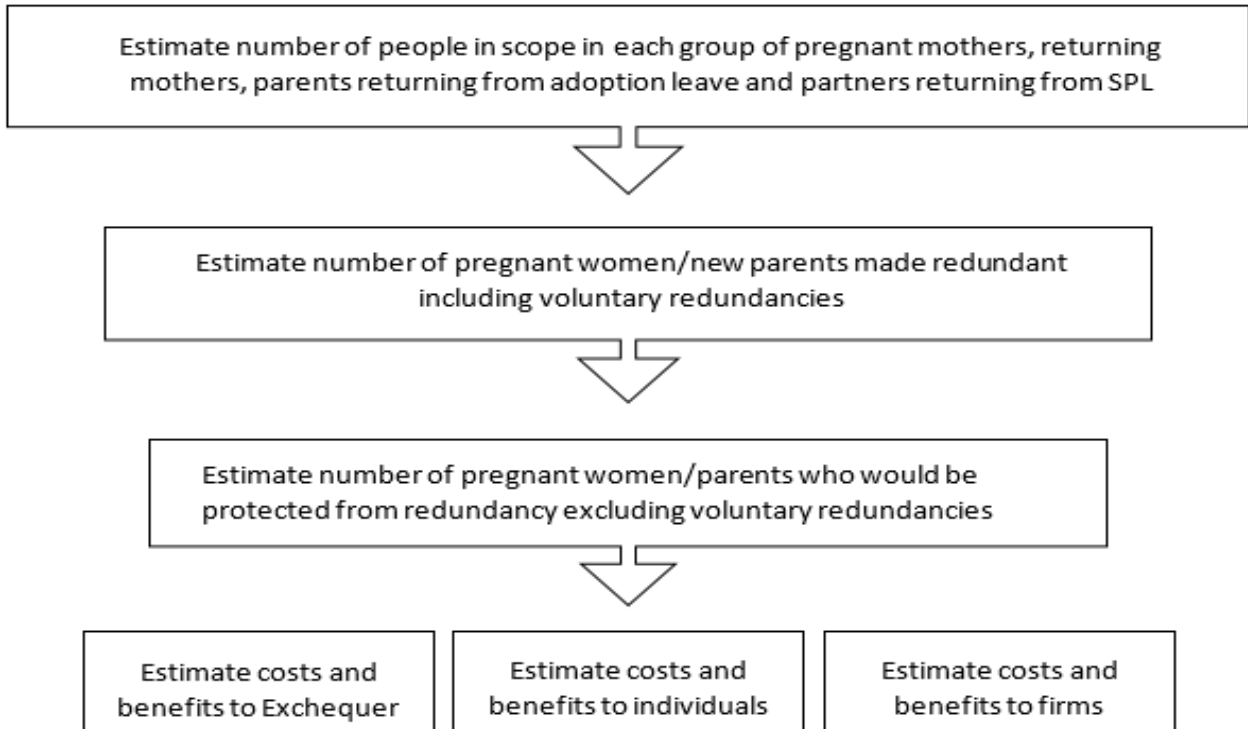 Estimate number of people in scope in each group of pregnant mothers, returning
mothers, parents returning from adoption leave and partners returning from SPL
Estimate number of pregnant women/new parents made redundant
including voluntary redundancies
Estimate number of pregnant women/parents who would be
protected from redundancy excluding voluntary redundancies
Estimate costs and
benefits to Exchequer
Estimate costs and
benefits to individuals
Estimate costs and
benefits to firms